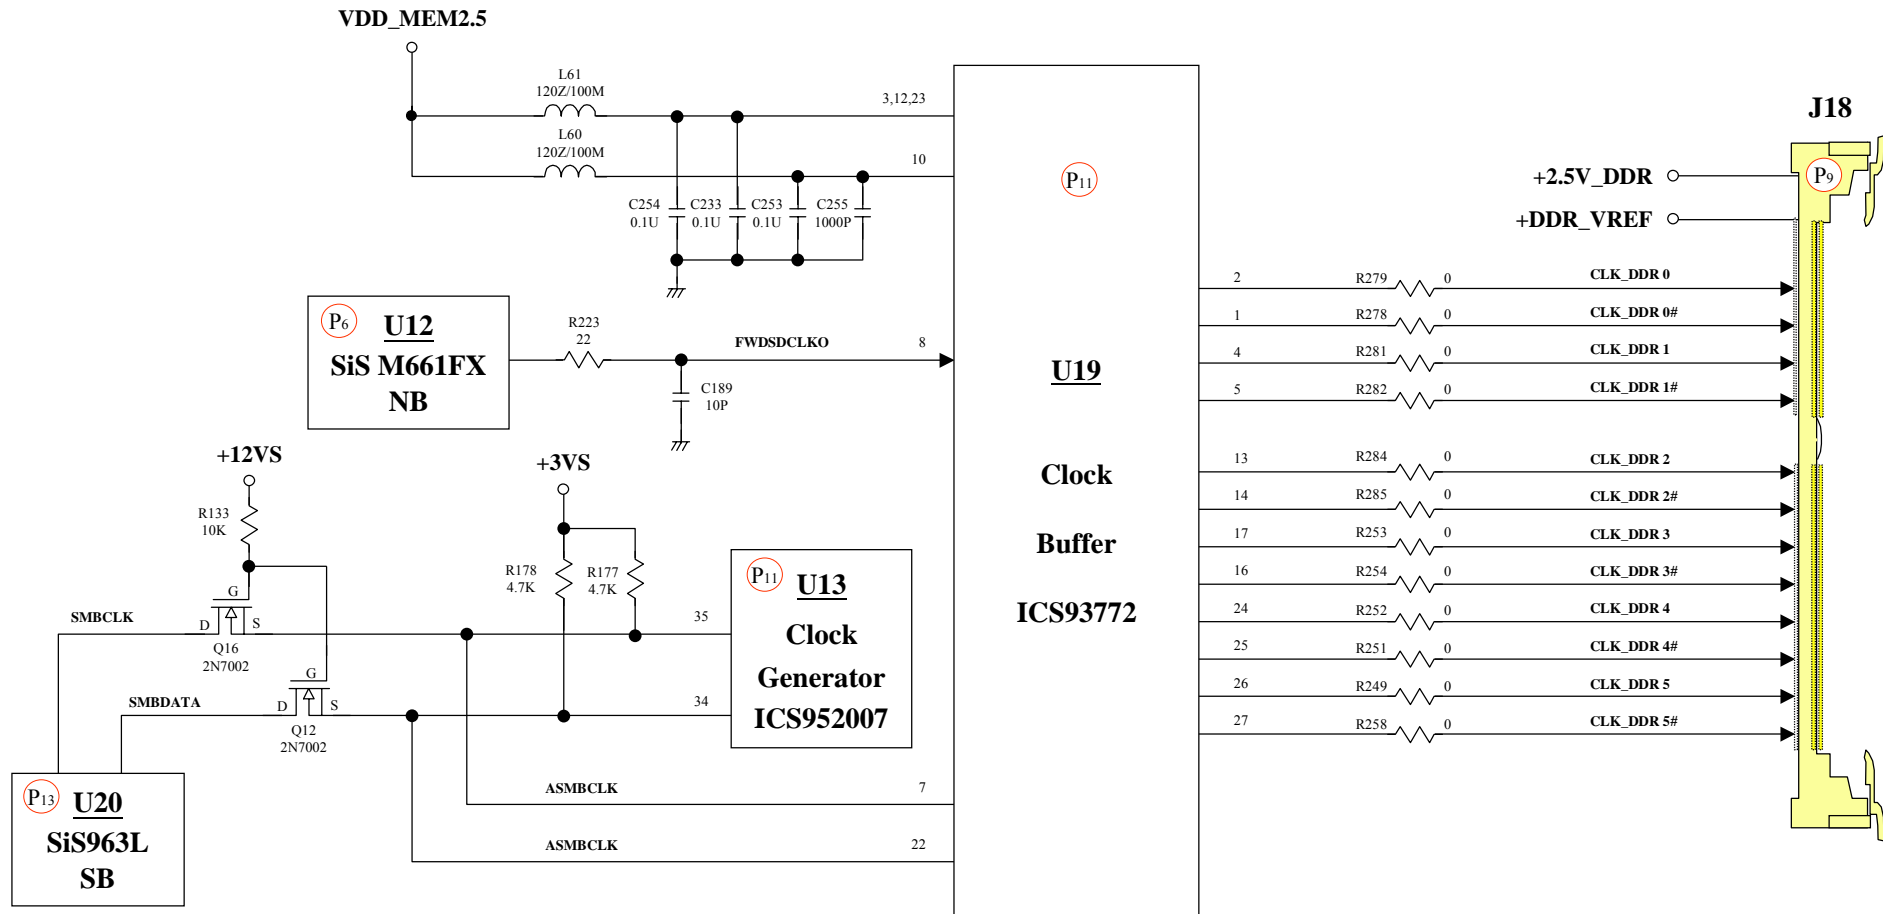 VDD_MEM2.5
L61
120Z/100M
3,12,23
L60
120Z/100M
10
C254
0.1U
C233
0.1U
C253
0.1U
C255
1000P
P6
U12
SiS M661FX
NB
R223
22
FWDSDCLKO
8
C189
10P
+12VS
R133
10K
+3VS
R178
4.7K
R177
4.7K
P11
U13
Clock
Generator
ICS952007
35
34
SMBCLK
G
D
S
Q16
2N7002
SMBDATA
G
D
S
Q12
2N7002
P13
U20
SiS963L
SB
ASMBCLK
7
ASMBCLK
22
P11
U19
Clock
Buffer
ICS93772
J18
P9
+2.5V_DDR
+DDR_VREF
2 R279 0 CLK_DDR 0
1 R278 0 CLK_DDR 0#
4 R281 0 CLK_DDR 1
5 R282 0 CLK_DDR 1#
13 R284 0 CLK_DDR 2
14 R285 0 CLK_DDR 2#
17 R253 0 CLK_DDR 3
16 R254 0 CLK_DDR 3#
24 R252 0 CLK_DDR 4
25 R251 0 CLK_DDR 4#
26 R249 0 CLK_DDR 5
27 R258 0 CLK_DDR 5#